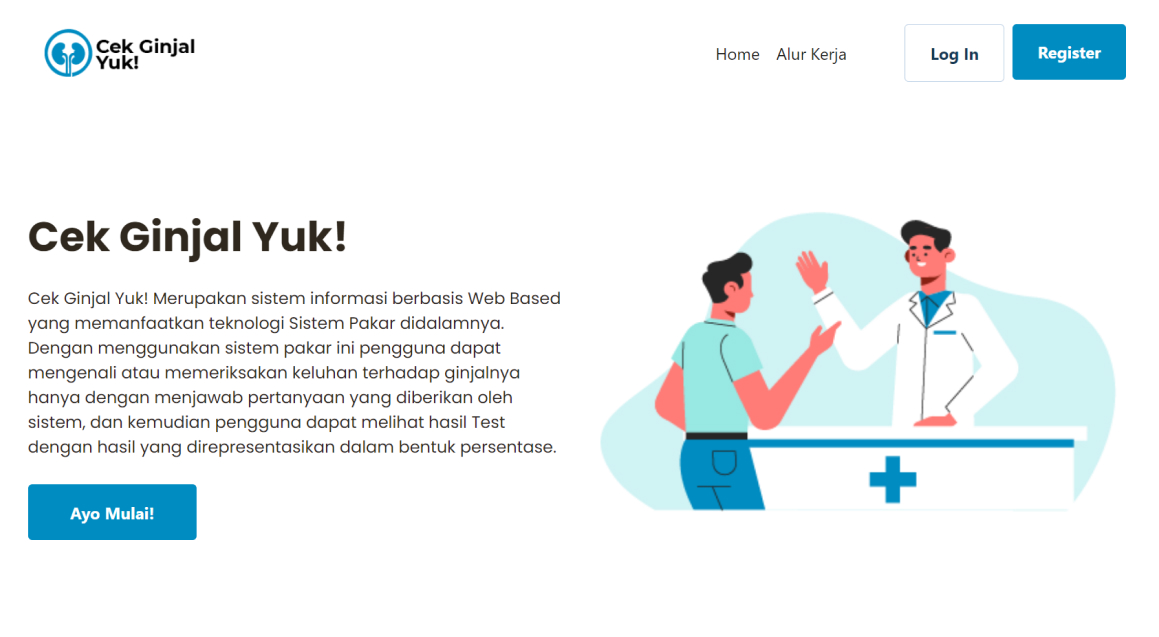 Cek Ginjal
Yuk!
Home
Alur Kerja
Log In
Register
Cek Ginjal Yuk!
Cek Ginjal Yuk! Merupakan sistem informasi berbasis Web Based
yang memanfaatkan teknologi Sistem Pakar didalamnya.
Dengan menggunakan sistem pakar ini pengguna dapat
mengenali atau memeriksakan keluhan terhadap ginjalnya
hanya dengan menjawab pertanyaan yang diberikan oleh
sistem, dan kemudian pengguna dapat melihat hasil Test
dengan hasil yang direpresentasikan dalam bentuk persentase.
Ayo Mulai!